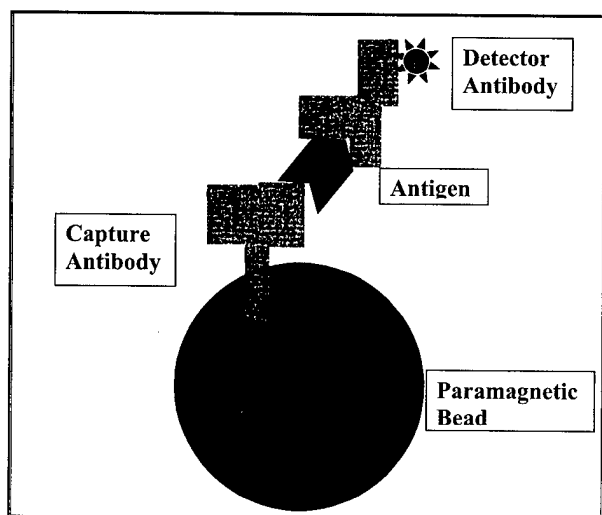 Detector
Antibody
Antigen
Capture
Antibody
Paramagnetic
Bead